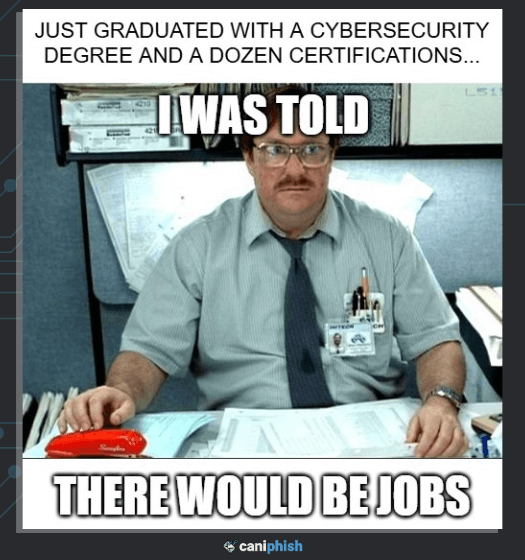 JUST GRADUATED WITH A CYBERSECURITY
DEGREE AND A DOZEN CERTIFICATIONS...
I WAS TOLD
THERE WOULD BE JOBS
caniphish